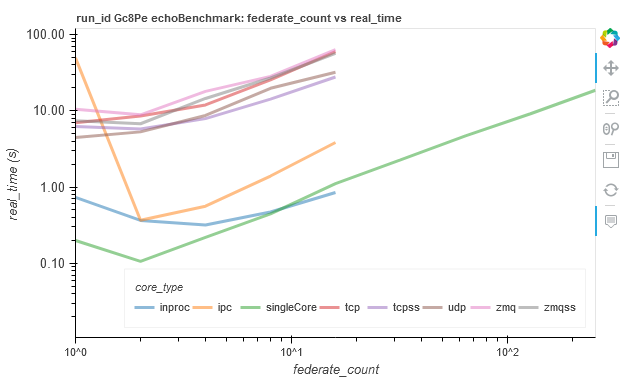 run_id Gc8Pe echoBenchmark: federate_count vs real_time
100.00
10.00
1.00
0.10
real_time (s)
core_type
inproc ipc singleCore tcp tcpss udp zmq zmqss
10^0 10^1 10^2
federate_count